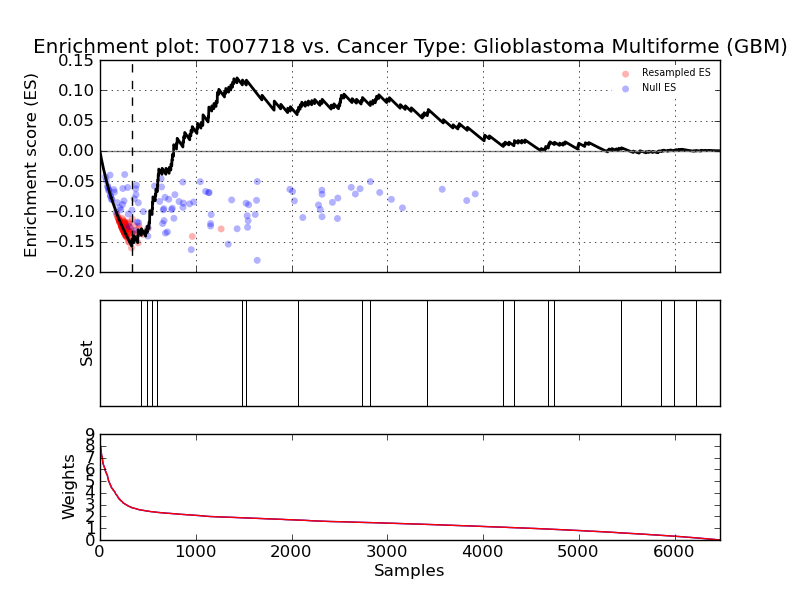 Enrichment plot: T007718 vs. Cancer Type: Glioblastoma Multiforme (GBM)
0.15
0.10
0.05
0.00
−0.05
−0.10
−0.15
−0.20
Enrichment score (ES)
Resampled ES
Null ES
Set
9
8
7
6
5
4
3
2
1
0
Weights
0 1000 2000 3000 4000 5000 6000
Samples